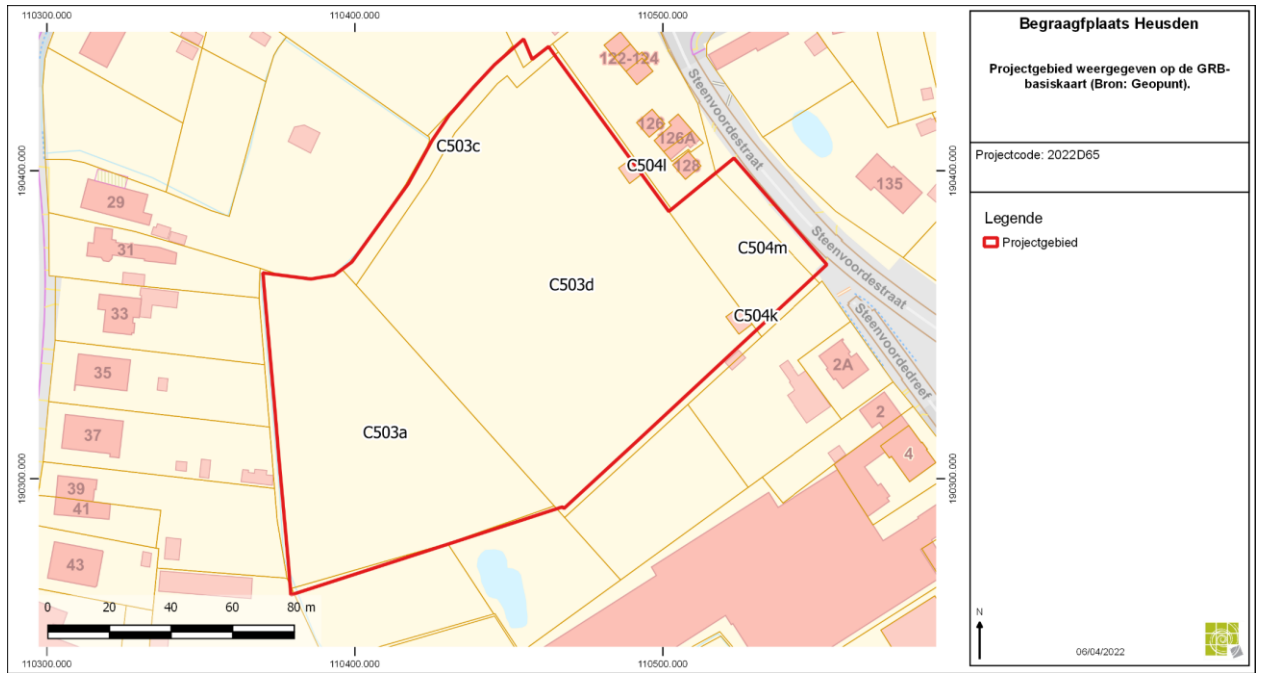 110300.000
110400.000
110500.000
190400.000
190300.000
190400.000
190300.000
122-124
126
126A
128
135
29
31
33
35
37
39
41
43
2A
2
4
C503c
C504l
C504m
C503d
C504k
C503a
Steenvoordestraat
Steenvoordestraat
Steenvoordedreef
0 20 40 60 80 m
110300.000
110400.000
110500.000
Begraagfplaats Heusden
Projectgebied weergegeven op de GRB-
basiskaart (Bron: Geopunt).
Projectcode: 2022D65
Legende
Projectgebied
N
06/04/2022